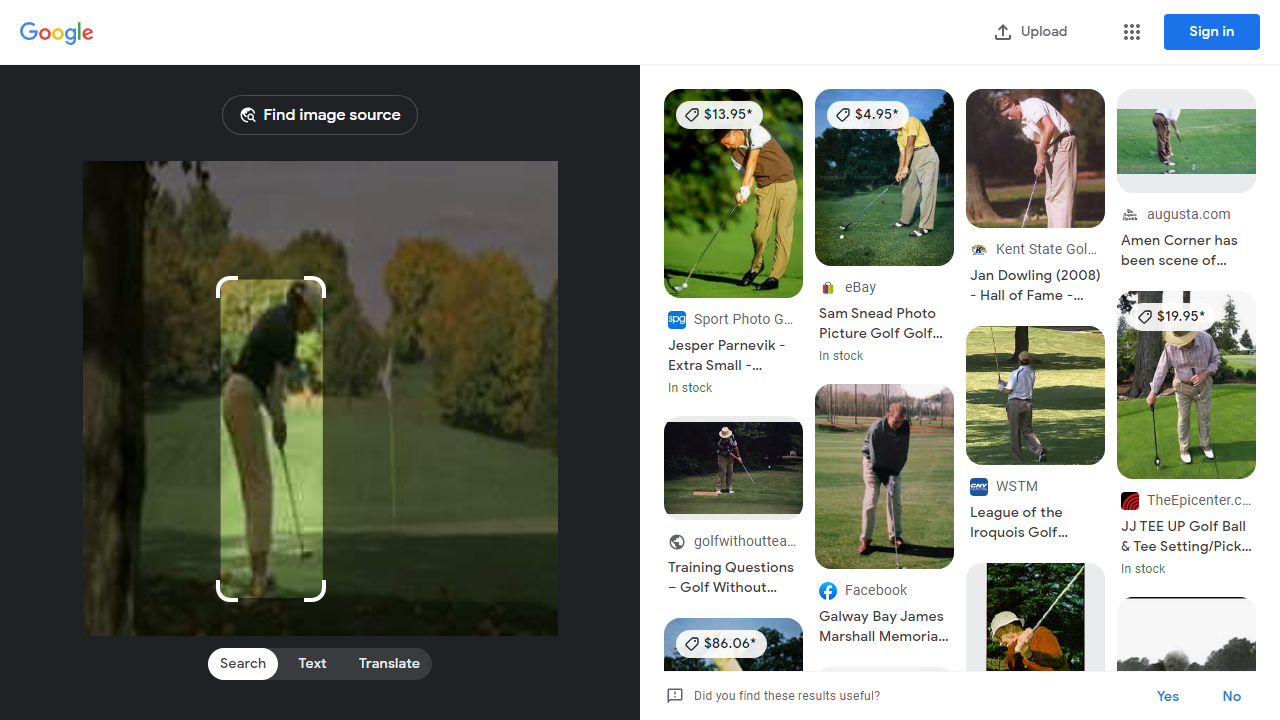 Google
Upload
Sign in
Find image source
Search
Text
Translate
$13.95*
spg
Sport Photo G...
Jesper Parnevik -
Extra Small -...
In stock
golfwithouttea...
Training Questions
– Golf Without...
$86.06*
$4.95*
eBay
Sam Snead Photo
Picture Golf Golf...
In stock
Facebook
Galway Bay James
Marshall Memoria...
Kent State Gol...
Jan Dowling (2008)
- Hall of Fame -...
CNY
WSTM
League of the
Iroquois Golf...
augusta.com
Amen Corner has
been scene of...
$19.95*
TheEpicenter.c...
JJ TEE UP Golf Ball
& Tee Setting/Pick...
In stock
Did you find these results useful?
Yes
No